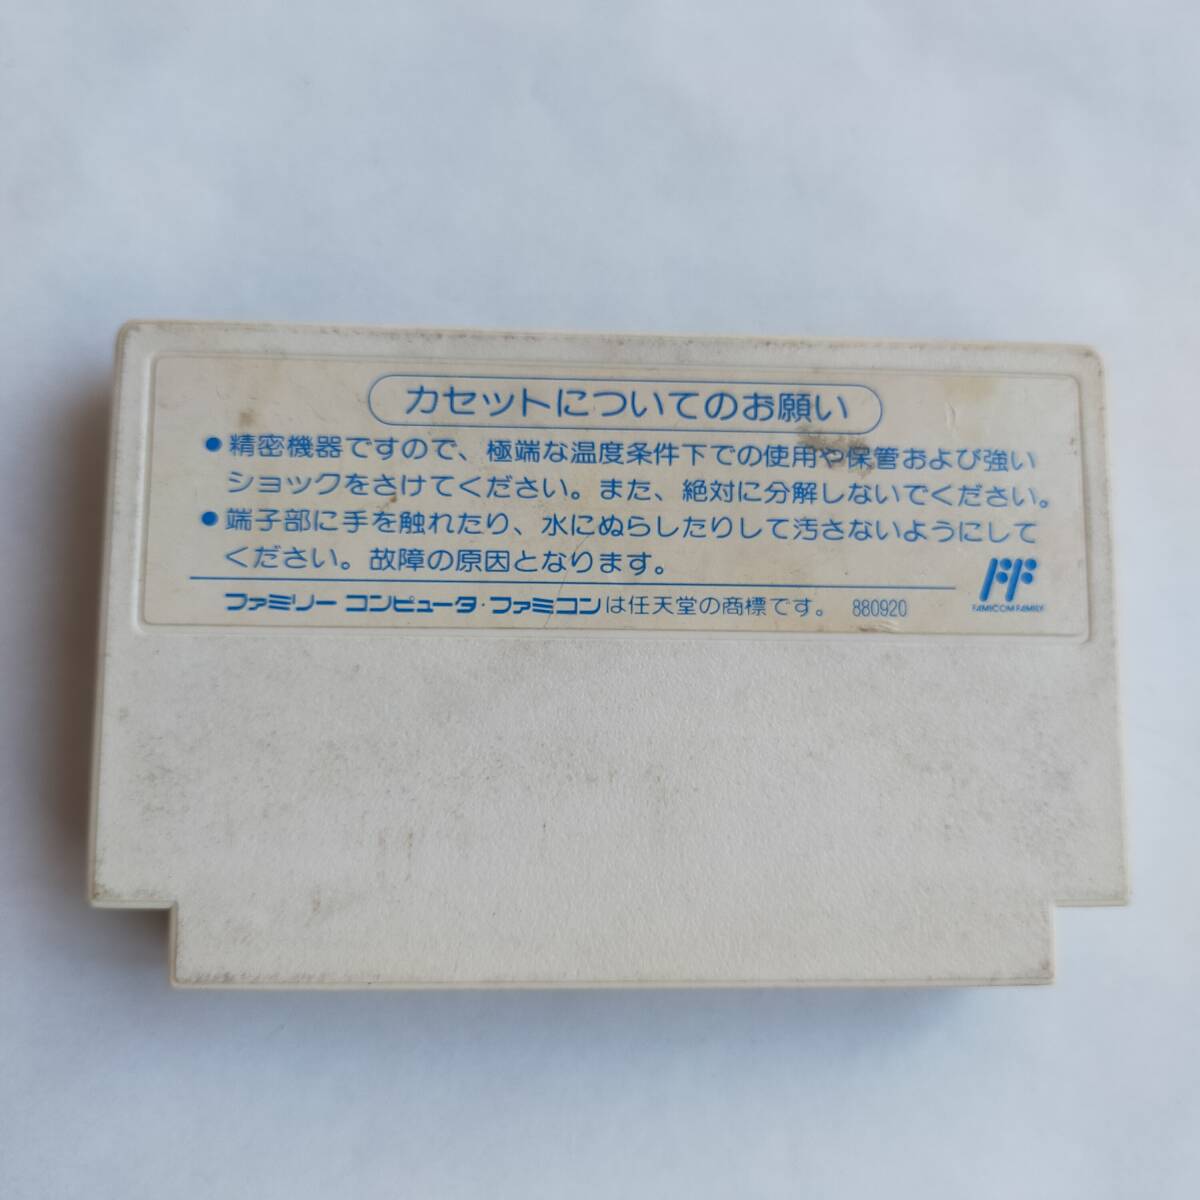 カセットについてのお願い
●精密機器ですので、極端な温度条件下での使用や保管および強い
ショックをさけてください。また、絶対に分解しないでください。
●端子部に手を触れたり、水にぬらしたりして汚さないようにして
ください。故障の原因となります。
FF
FAMICOM FAMILY
ファミリー コンピュータ・ファミコンは任天堂の商標です。 880920